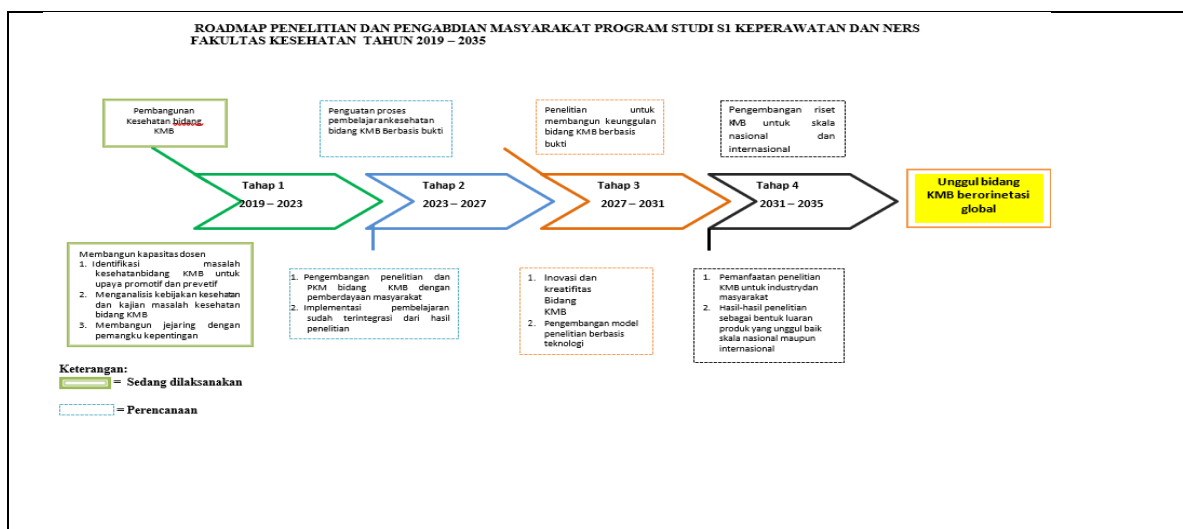 ROADMAP PENELITIAN DAN PENGABDIAN MASYARAKAT PROGRAM STUDI S1 KEPERAWATAN DAN NERS
FAKULTAS KESEHATAN TAHUN 2019 – 2035
Pembangunan
Kesehatan bidang
KMB
Penguatan proses
pembelajarankesehatan
bidang KMB Berbasis bukti
Penelitian untuk
membangun keunggulan
bidang KMB berbasis
bukti
Pengembangan riset
KMB untuk skala
nasional dan
internasional
Tahap 1
2019 – 2023
Tahap 2
2023 – 2027
Tahap 3
2027 – 2031
Tahap 4
2031 – 2035
Unggul bidang
KMB berorinetasi
global
Membangun kapasitas dosen
1. Identifikasi masalah
kesehatanbidang KMB untuk
upaya promotif dan prevetif
2. Menganalisis kebijakan kesehatan
dan kajian masalah kesehatan
bidang KMB
3. Membangun jejaring dengan
pemangku kepentingan
1. Pengembangan penelitian dan
PKM bidang KMB dengan
pemberdayaan masyarakat
2. Implementasi pembelajaran
sudah terintegrasi dari hasil
penelitian
1. Inovasi dan
kreatifitas
Bidang
KMB
2. Pengembangan model
penelitian berbasis
teknologi
1. Pemanfaatan penelitian
KMB untuk industrydan
masyarakat
2. Hasil-hasil penelitian
sebagai bentuk luaran
produk yang unggul baik
skala nasional maupun
internasional
Keterangan:
= Sedang dilaksanakan
= Perencanaan